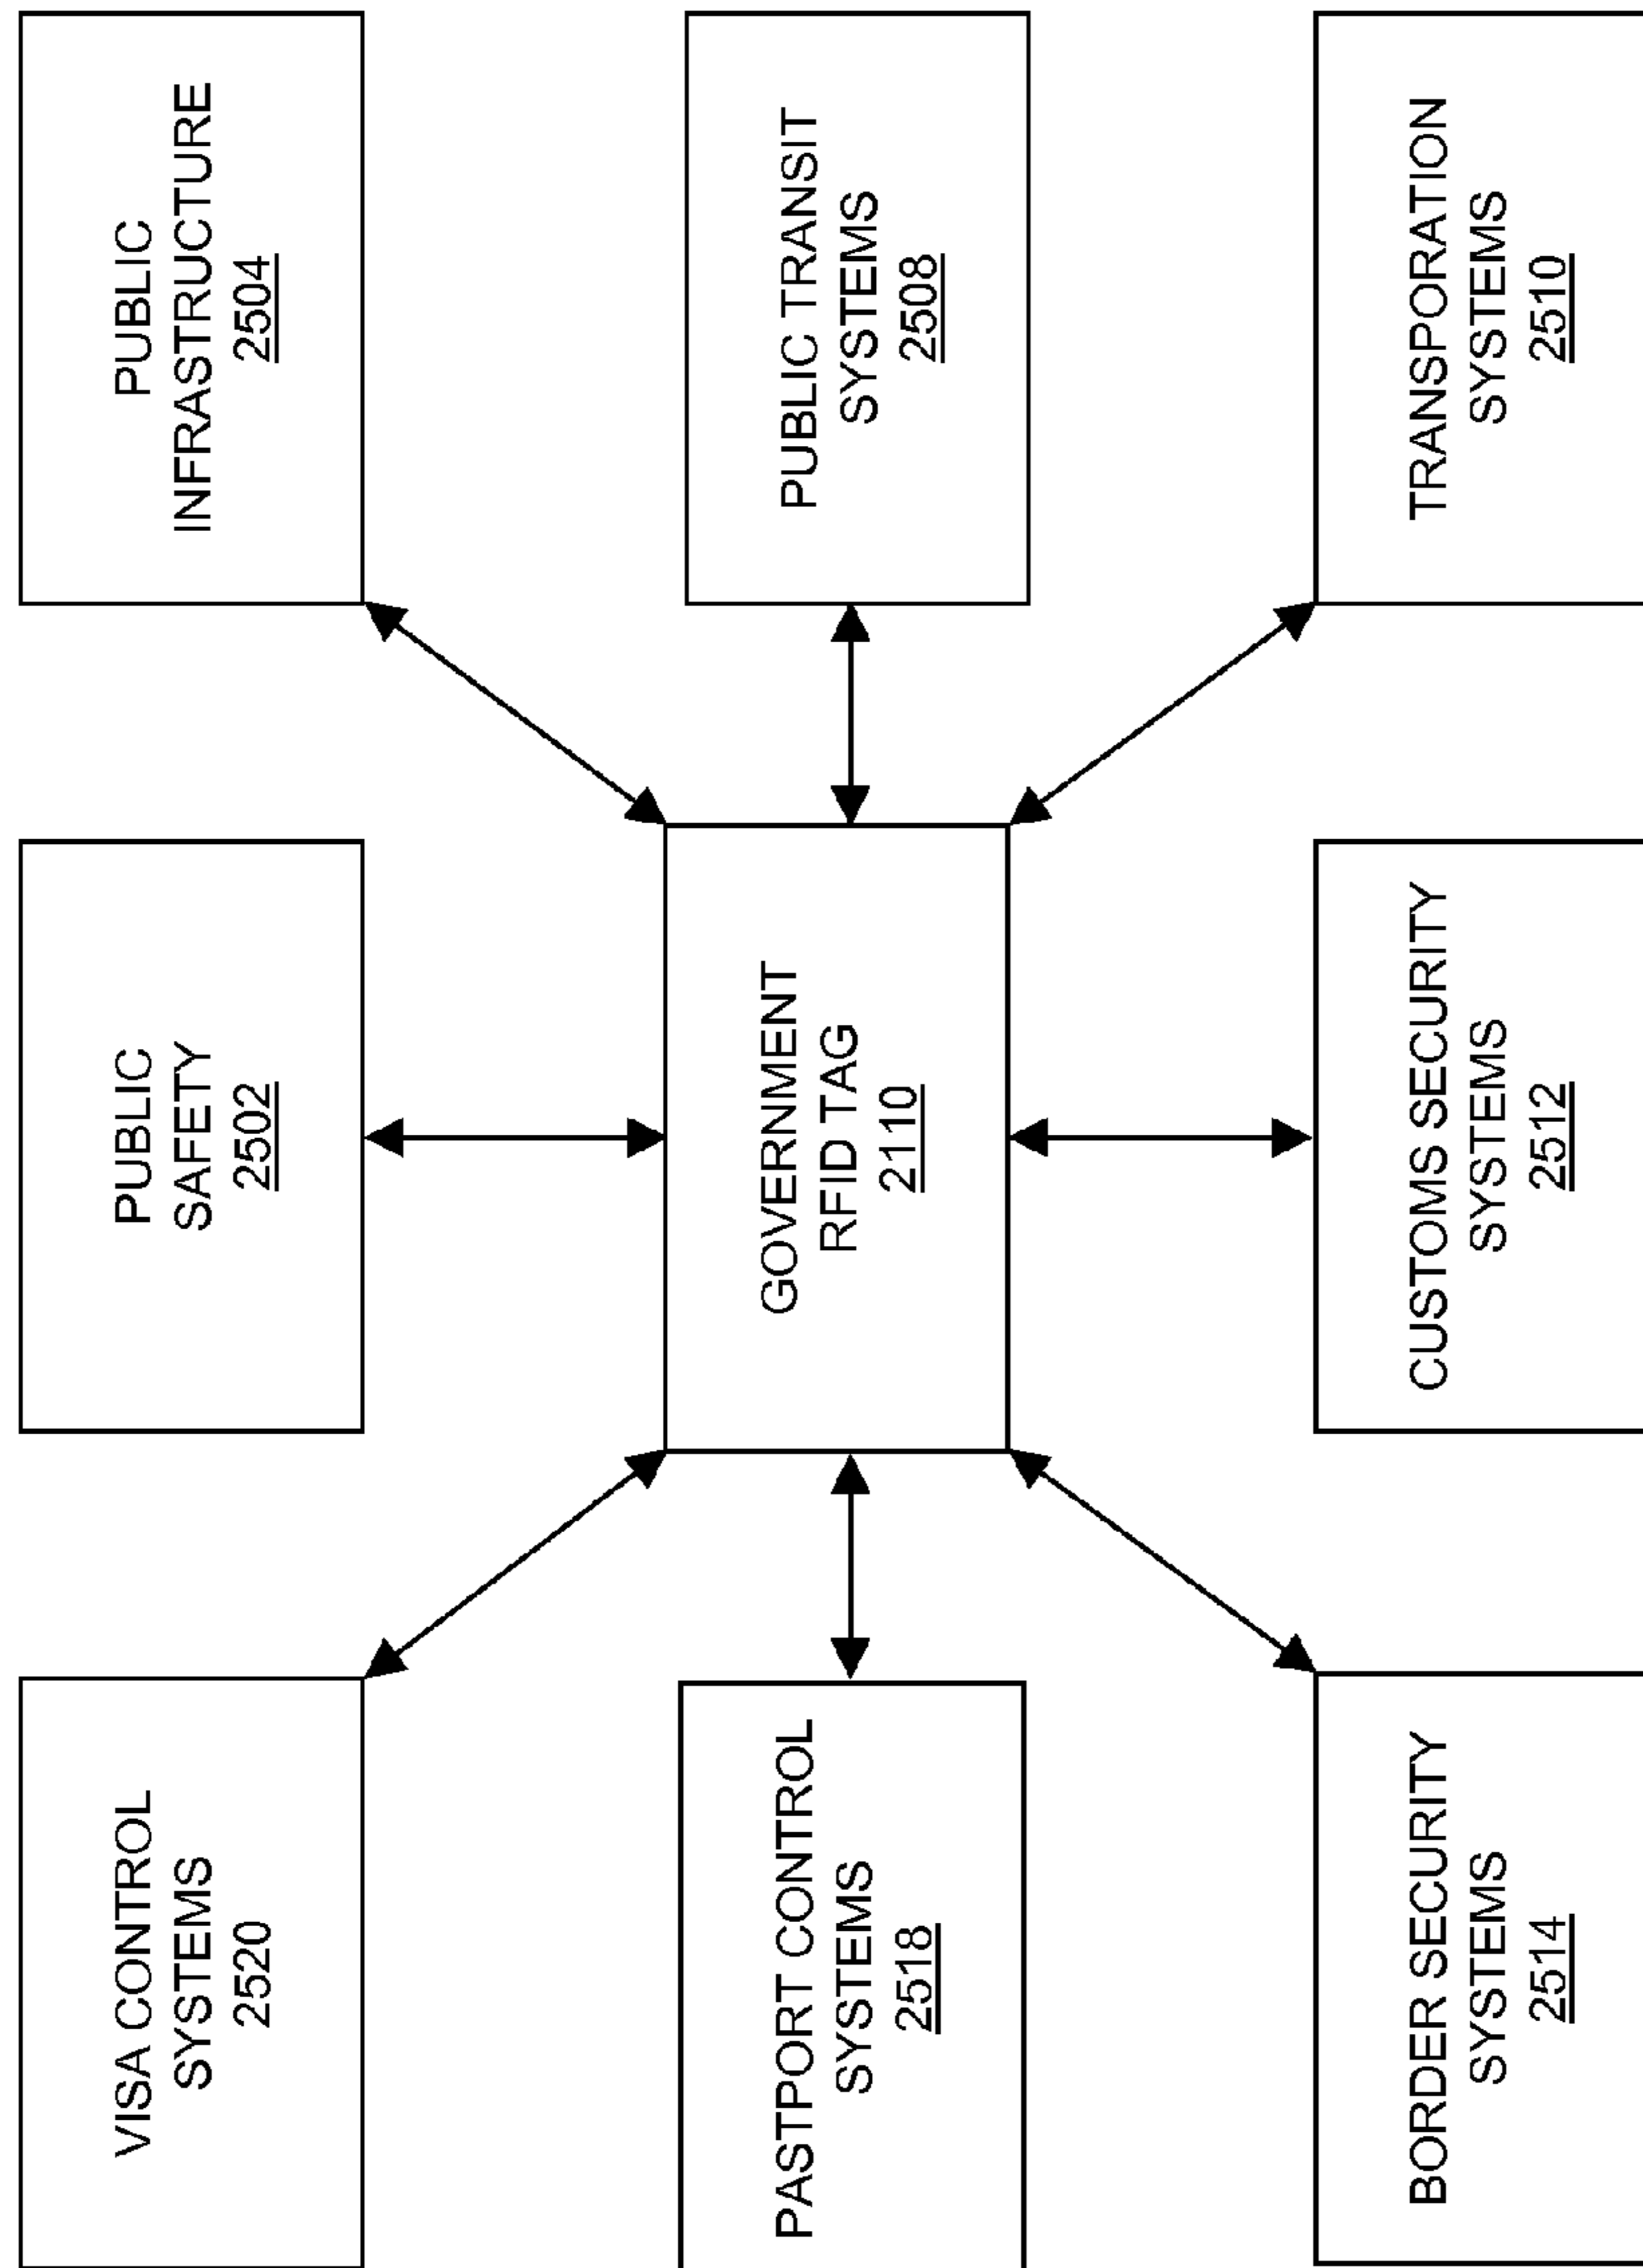 VISA CONTROL
SYSTEMS
2520
PUBLIC
SAFETY
2502
PUBLIC
INFRASTRUCTURE
2504
PASTPORT CONTROL
SYSTEMS
2518
GOVERNMENT
RFID TAG
2110
PUBLIC TRANSIT
SYSTEMS
2508
BORDER SECURITY
SYSTEMS
2514
CUSTOMS SECURITY
SYSTEMS
2512
TRANSPORATION
SYSTEMS
2510